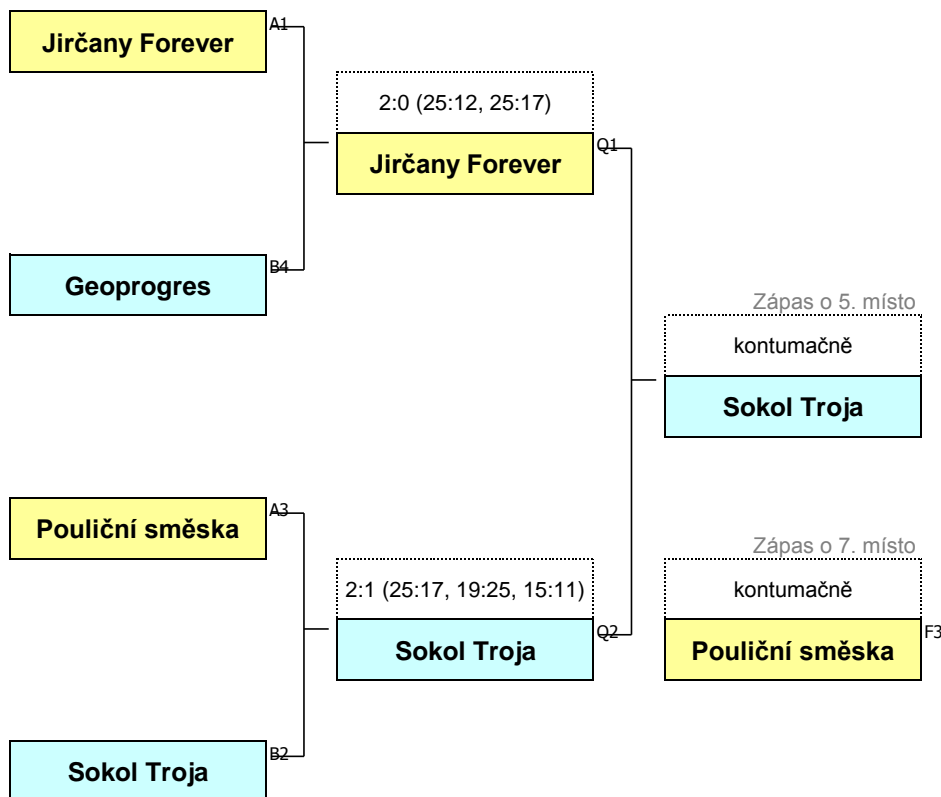 Jirčany Forever
A1
2:0 (25:12, 25:17)
Jirčany Forever
Q1
Geoprogres
B4
Zápas o 5. místo
kontumačně
Sokol Troja
Pouliční směska
A3
Zápas o 7. místo
2:1 (25:17, 19:25, 15:11)
kontumačně
Sokol Troja
Q2
Pouliční směska
F3
Sokol Troja
B2